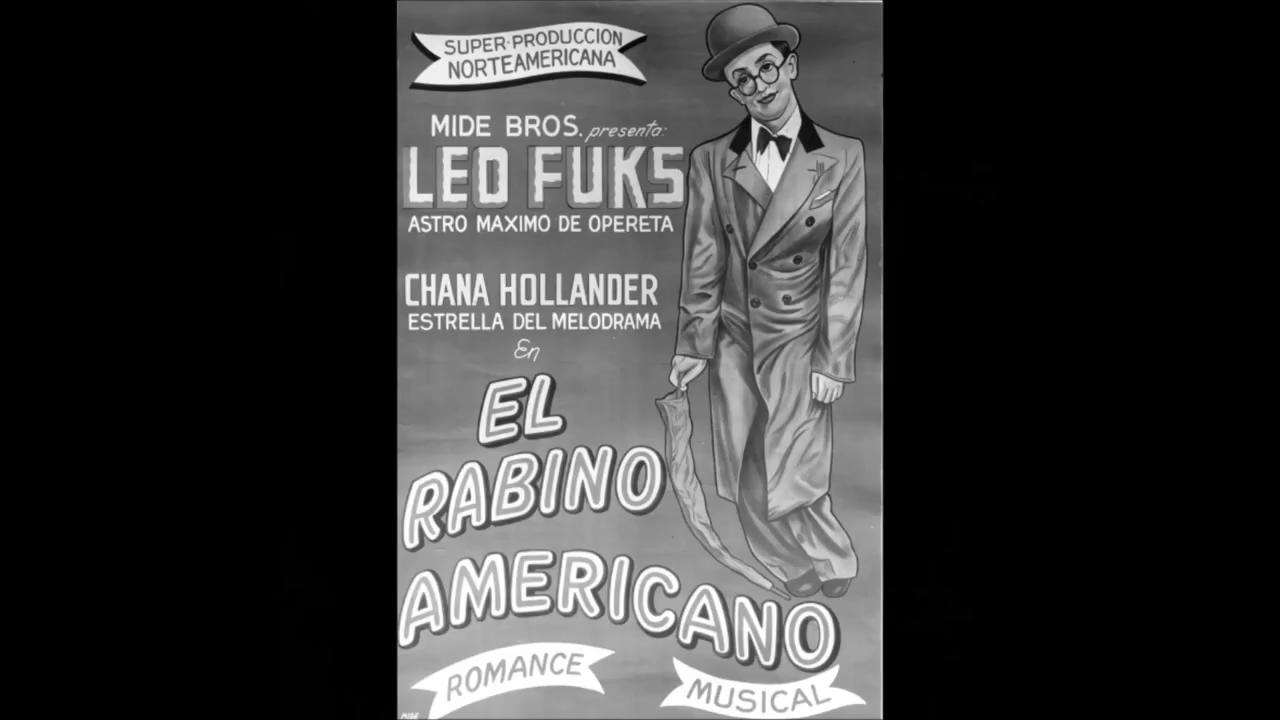 SUPER-PRODUCCION
NORTEAMERICANA
MIDE BROS. presenta:
LEO FUKS
ASTRO MAXIMO DE OPERETA
CHANA HOLLANDER
ESTRELLA DEL MELODRAMA
En
EL
RABINO
AMERICANO
ROMANCE
MUSICAL
MIDE